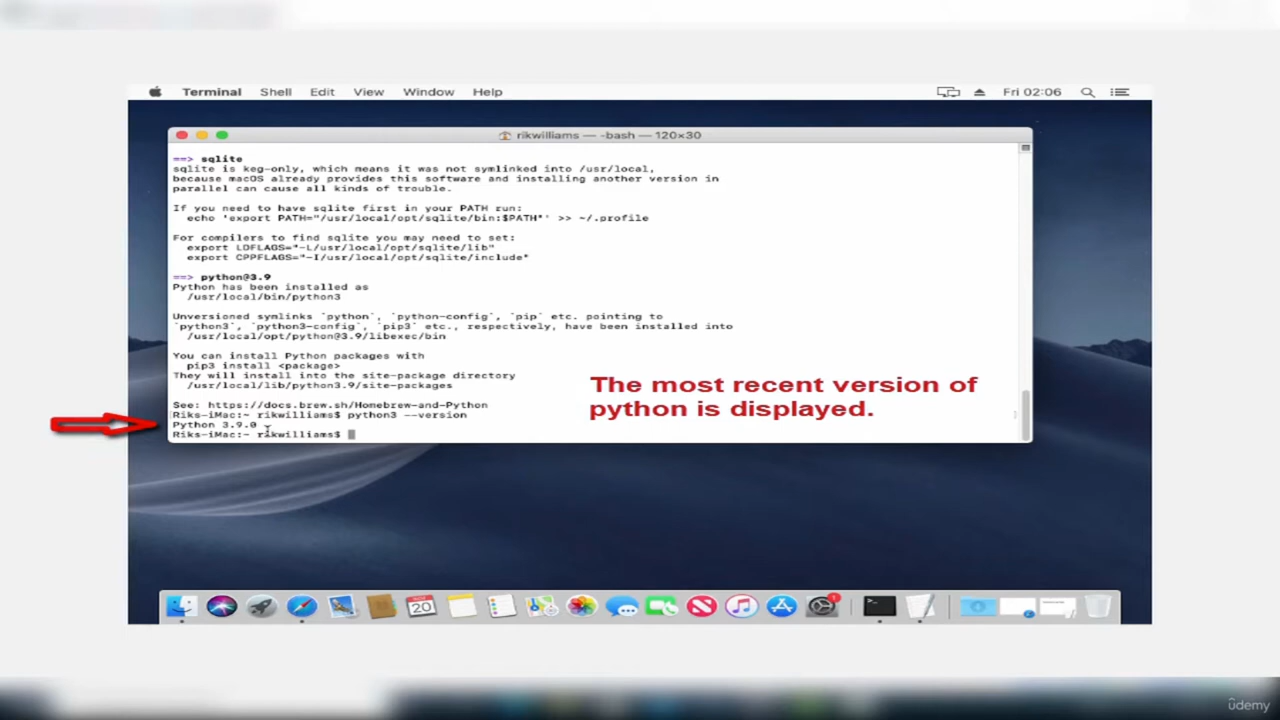 Terminal Shell Edit View Window Help Fri 02:06
rikwilliams — -bash — 120×30
==> sqlite
sqlite is keg-only, which means it was not symlinked into /usr/local,
because macOS already provides this software and installing another version in
parallel can cause all kinds of trouble.
If you need to have sqlite first in your PATH run:
echo 'export PATH="/usr/local/opt/sqlite/bin:$PATH"' >> ~/.profile
For compilers to find sqlite you may need to set:
export LDFLAGS="-L/usr/local/opt/sqlite/lib"
export CPPFLAGS="-I/usr/local/opt/sqlite/include"
==> python@3.9
Python has been installed as
/usr/local/bin/python3
Unversioned symlinks `python`, `python-config`, `pip` etc. pointing to
`python3`, `python3-config`, `pip3` etc., respectively, have been installed into
/usr/local/opt/python@3.9/libexec/bin
You can install Python packages with
pip3 install <package>
They will install into the site-package directory
/usr/local/lib/python3.9/site-packages
See: https://docs.brew.sh/Homebrew-and-Python
Riks-iMac:~ rikwilliams$ python3 --version
Python 3.9.0
Riks-iMac:~ rikwilliams$
The most recent version of
python is displayed.
20
1
udemy